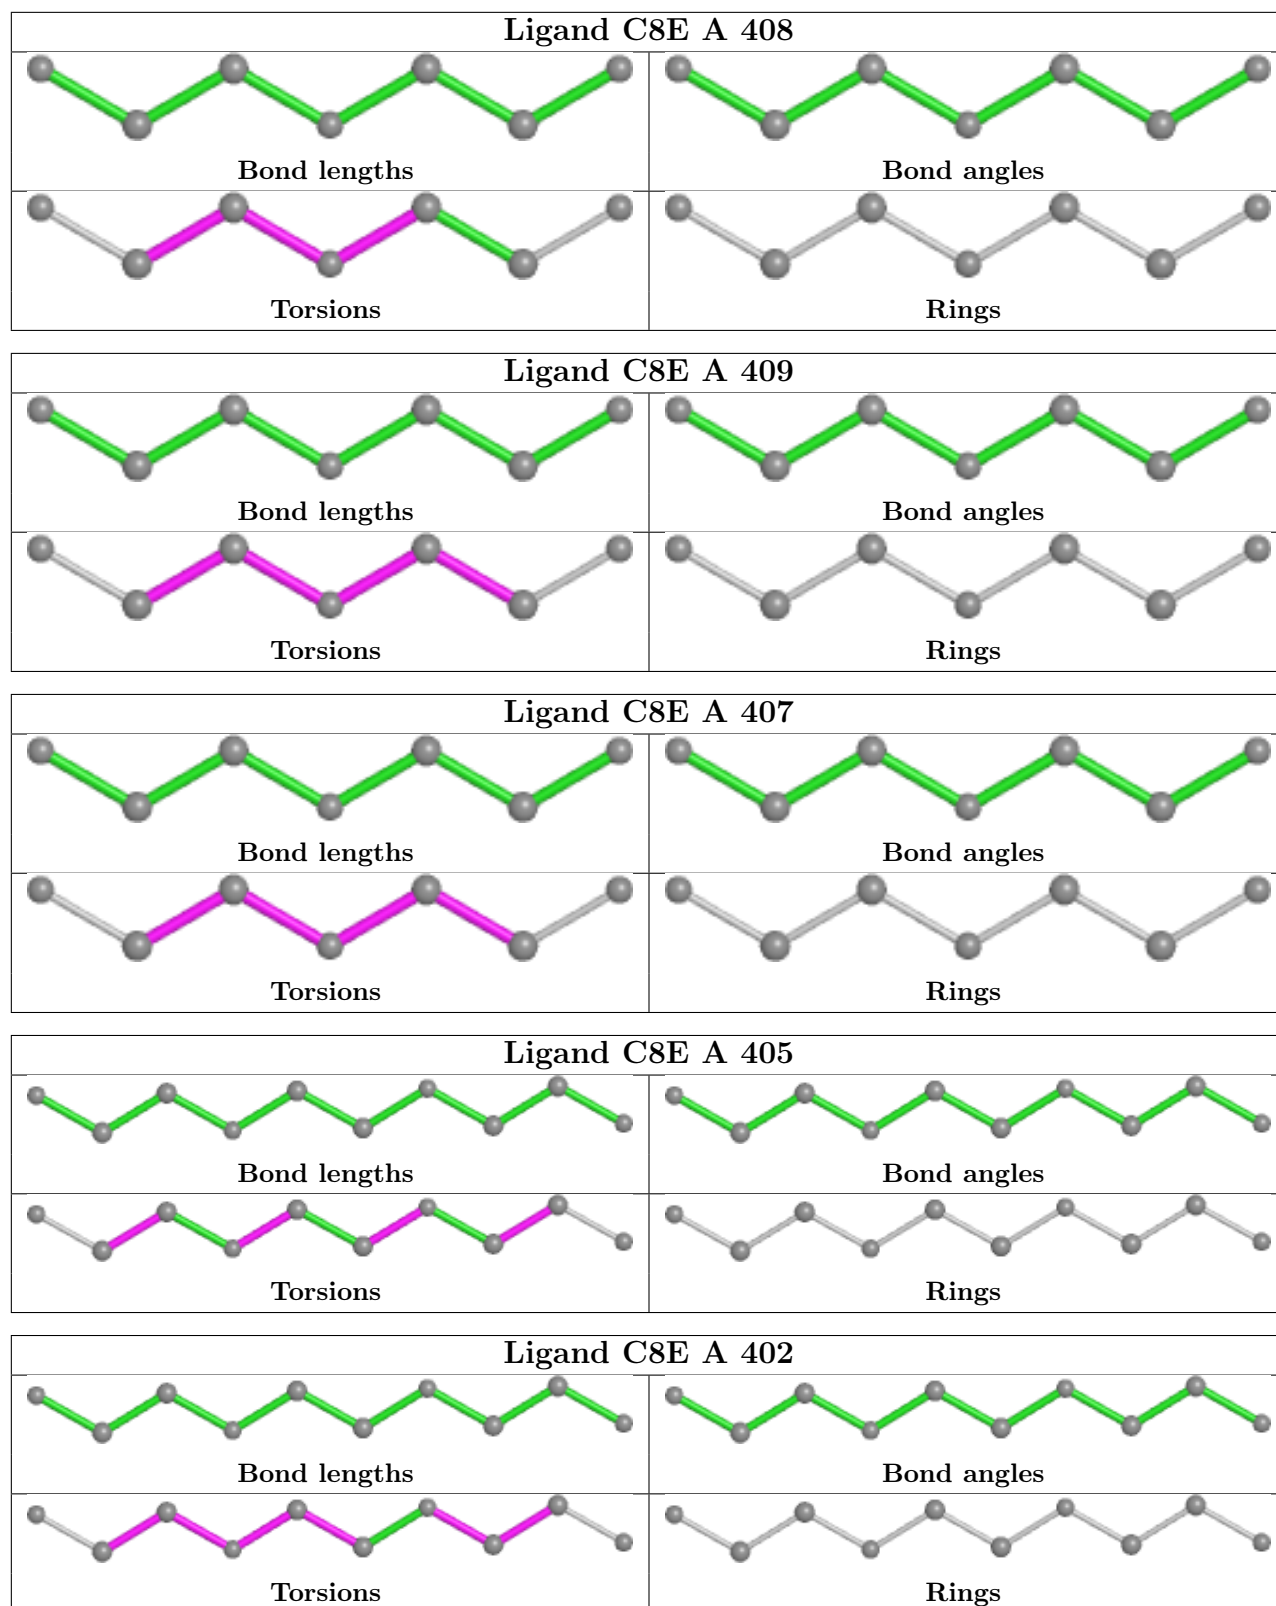 Ligand C8E A 408
Bond lengths
Bond angles
Torsions
Rings
Ligand C8E A 409
Bond lengths
Bond angles
Torsions
Rings
Ligand C8E A 407
Bond lengths
Bond angles
Torsions
Rings
Ligand C8E A 405
Bond lengths
Bond angles
Torsions
Rings
Ligand C8E A 402
Bond lengths
Bond angles
Torsions
Rings